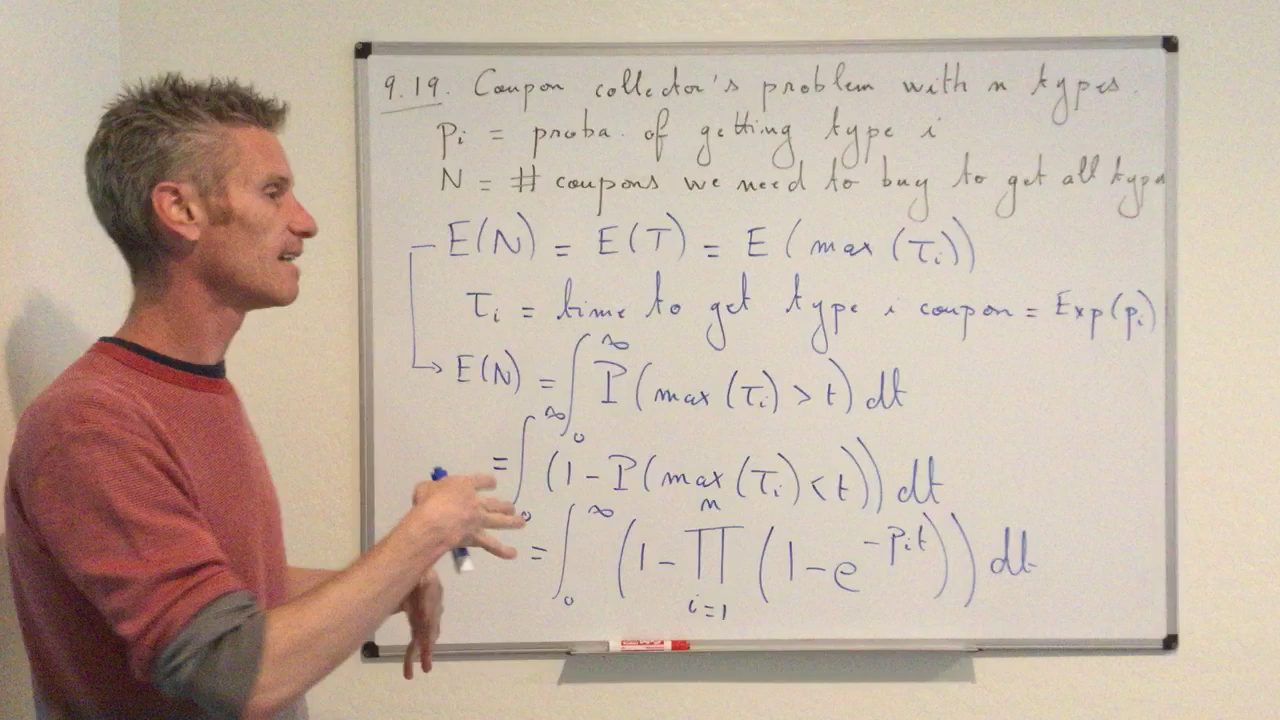 9.19. Coupon collector's problem with n types.
pᵢ = proba. of getting type i
N = # coupons we need to buy to get all type
E(N) = E(T) = E(max(τᵢ))
τᵢ = time to get type i coupon = Exp(pᵢ)
→ E(N) = ∫₀^∞ P(max(τᵢ) > t) dt
= ∫₀^∞ (1 - P(max(τᵢ) < t)) dt
= ∫₀^∞ (1 - ∏_{i=1}^{n} (1 - e^{-pᵢt})) dt